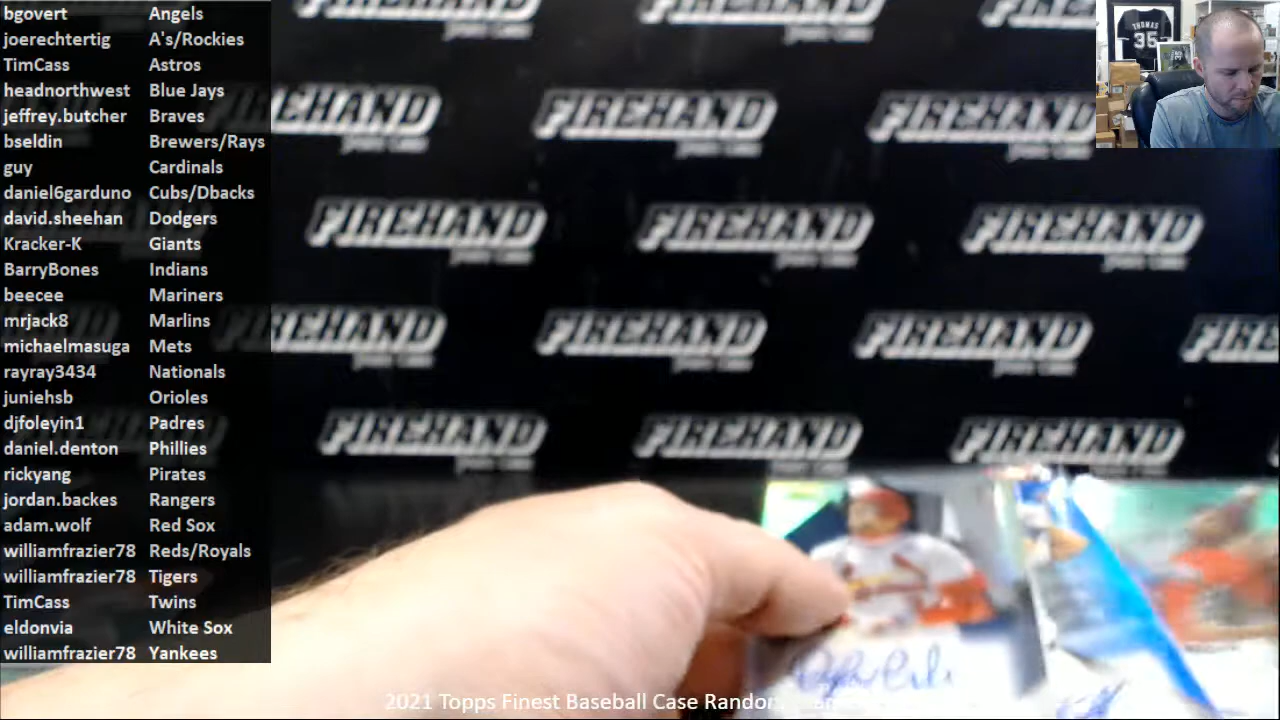 bgovert Angels
joerechtertig A's/Rockies
TimCass Astros
headnorthwest Blue Jays
jeffrey.butcher Braves
bseldin Brewers/Rays
guy Cardinals
daniel6garduno Cubs/Dbacks
david.sheehan Dodgers
Kracker-K Giants
BarryBones Indians
beecee Mariners
mrjack8 Marlins
michaelmasuga Mets
rayray3434 Nationals
juniehsb Orioles
djfoleyin1 Padres
daniel.denton Phillies
rickyang Pirates
jordan.backes Rangers
adam.wolf Red Sox
williamfrazier78 Reds/Royals
williamfrazier78 Tigers
TimCass Twins
eldonvia White Sox
williamfrazier78 Yankees
THOMAS
35
FIREHAND FIREHAND FIREHAND
FIREHAND FIREHAND FIREHAND
FIREHAND FIREHAND FIREHAND
FIREHAND FIREHAND FIREHAND
2021 Topps Finest Baseball Case